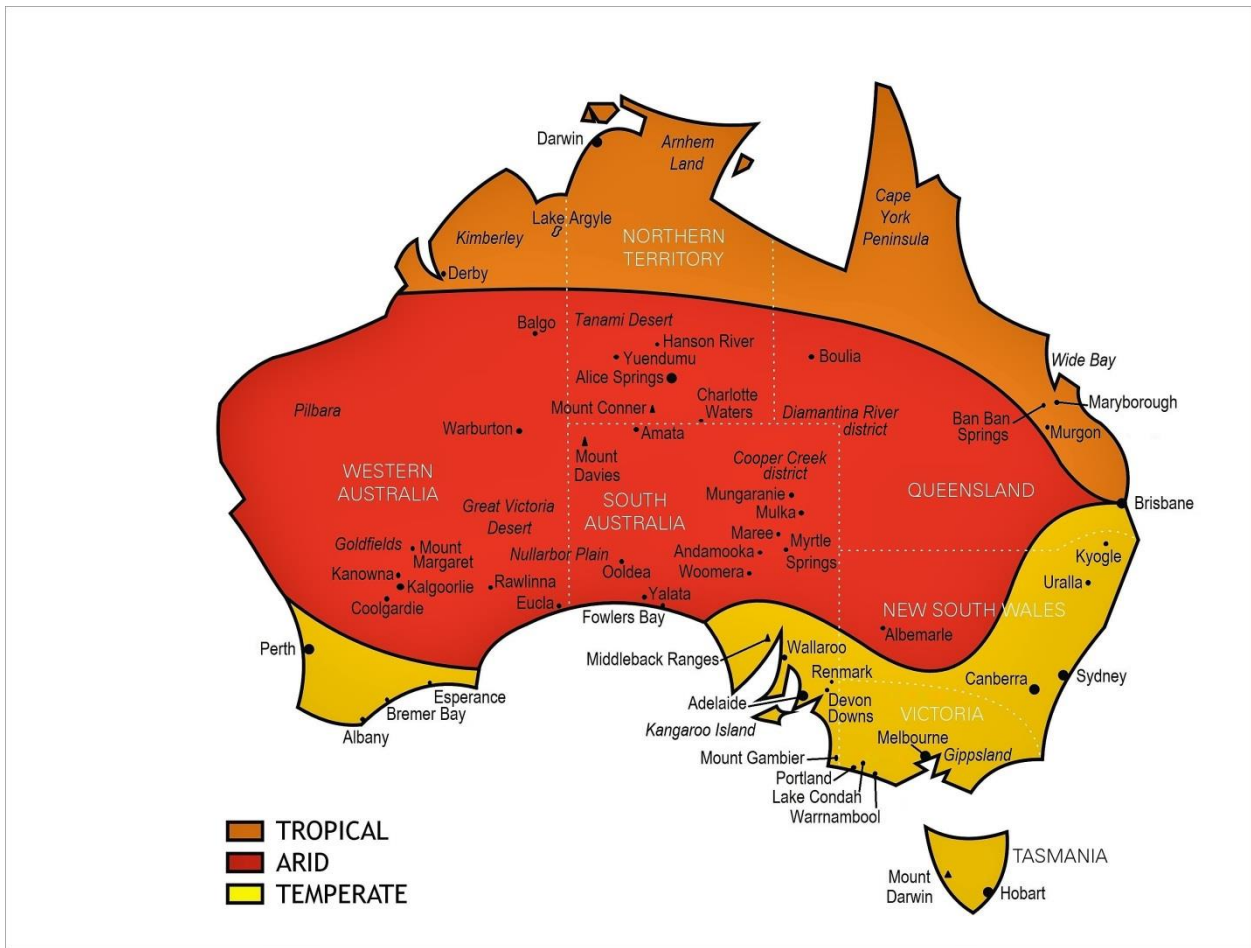 Darwin
Arnhem
Land
Cape
York
Peninsula
Lake Argyle
Kimberley
NORTHERN
TERRITORY
Derby
Balgo
Tanami Desert
Hanson River
Yuendumu
Alice Springs
Boulia
Wide Bay
Maryborough
Ban Ban
Springs
Murgon
Pilbara
Mount Conner
Charlotte
Waters
Diamantina River
district
Warburton
Amata
Mount
Davies
Cooper Creek
district
WESTERN
AUSTRALIA
SOUTH
AUSTRALIA
Mungaranie
Mulka
QUEENSLAND
Brisbane
Great Victoria
Desert
Maree
Myrtle
Springs
Goldfields
Mount
Margaret
Nullarbor Plain
Andamooka
Ooldea
Woomera
Kyogle
Uralla
Kanowna
Kalgoorlie
Coolgardie
Rawlinna
Eucla
Yalata
Fowlers Bay
NEW SOUTH WALES
Albemarle
Perth
Middleback Ranges
Wallaroo
Renmark
Canberra
Sydney
Esperance
Bremer Bay
Albany
Adelaide
Devon
Downs
Kangaroo Island
VICTORIA
Melbourne
Gippsland
Mount Gambier
Portland
Lake Condah
Warrnambool
TROPICAL
ARID
TEMPERATE
TASMANIA
Mount
Darwin
Hobart